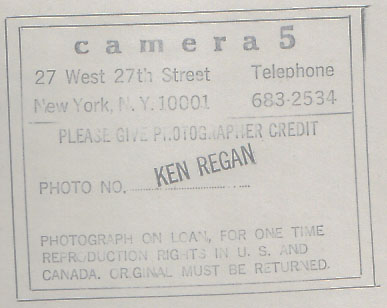 camera 5
27 West 27th Street Telephone
New York, N.Y. 10001 683-2534
PLEASE GIVE PHOTOGRAPHER CREDIT
KEN REGAN
PHOTO NO.
PHOTOGRAPH ON LOAN, FOR ONE TIME
REPRODUCTION RIGHTS IN U. S. AND
CANADA. ORIGINAL MUST BE RETURNED.